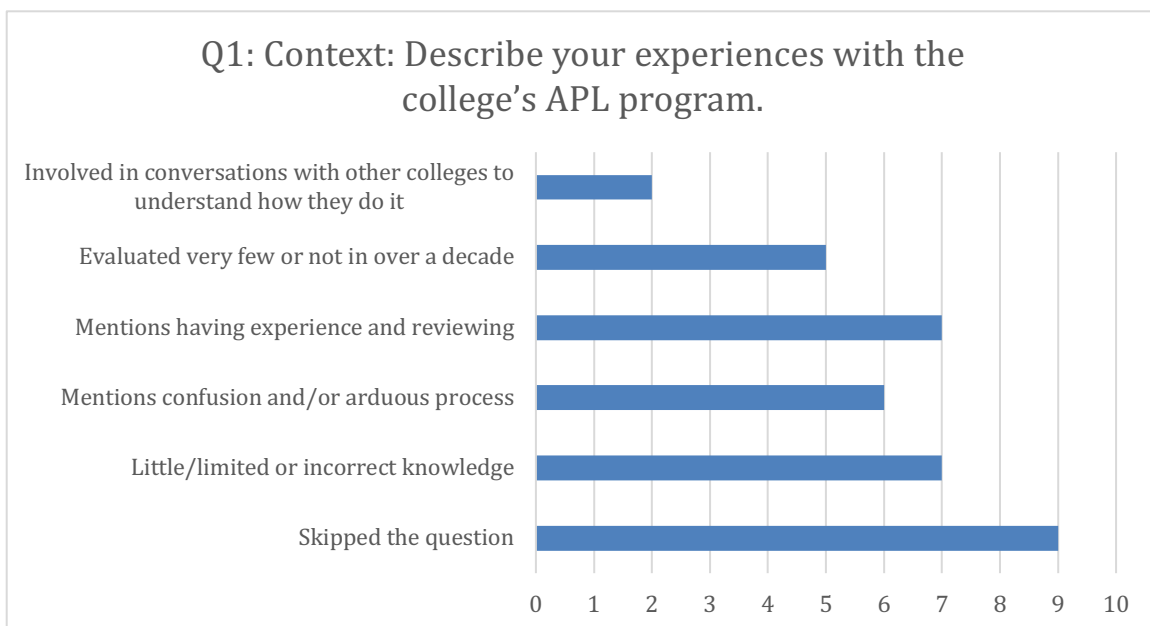 Q1: Context: Describe your experiences with the
college’s APL program.
Involved in conversations with other colleges to
understand how they do it
Evaluated very few or not in over a decade
Mentions having experience and reviewing
Mentions confusion and/or arduous process
Little/limited or incorrect knowledge
Skipped the question
0 1 2 3 4 5 6 7 8 9 10